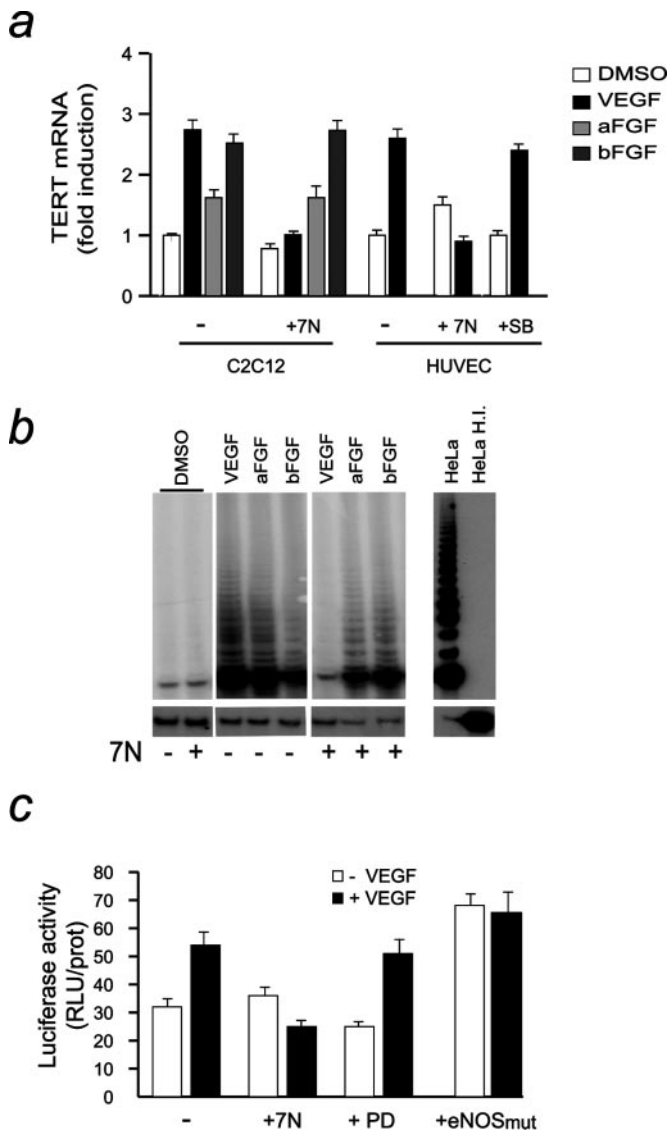 a
TERT mRNA
(fold induction)
4
3
2
1
0
DMSO
VEGF
aFGF
bFGF
- +7N - + 7N +SB
C2C12 HUVEC
b
DMSO VEGF aFGF bFGF VEGF aFGF bFGF HeLa HeLa H.I.
7N - + - - - + + +
c
Luciferase activity
(RLU/prot)
80
70
60
50
40
30
20
10
0
- VEGF
+ VEGF
- +7N + PD +eNOSmut